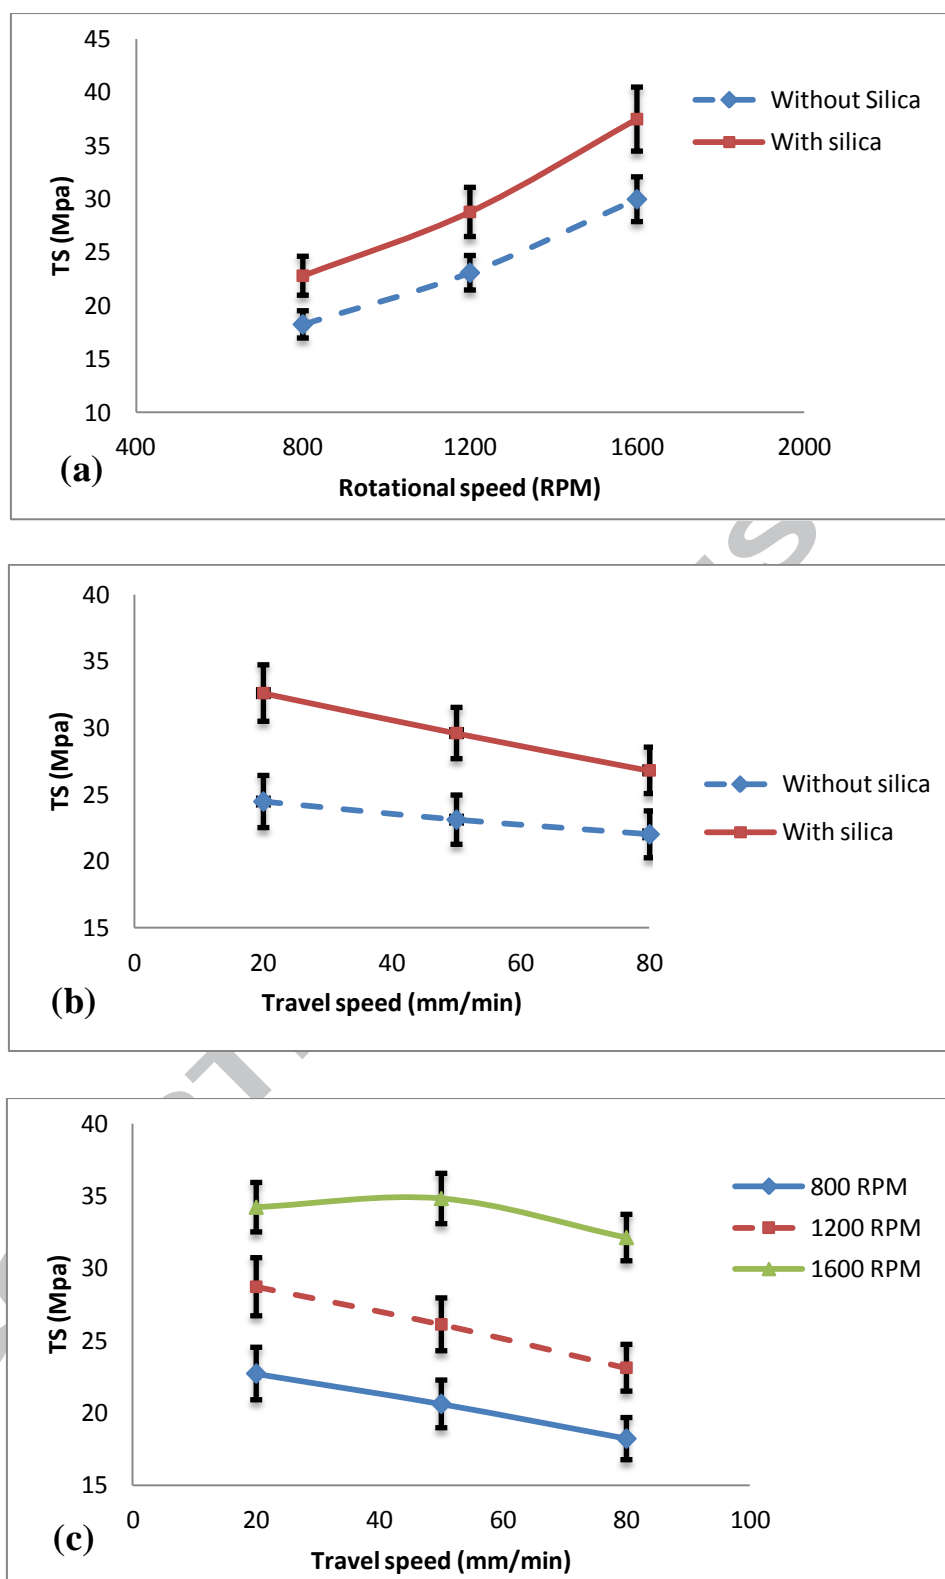 45
40
35
30
25
20
15
10
TS (Mpa)
Without Silica
With silica
400 800 1200 1600 2000
(a)
Rotational speed (RPM)
40
35
30
25
20
15
TS (Mpa)
Without silica
With silica
0 20 40 60 80
(b)
Travel speed (mm/min)
40
35
30
25
20
15
TS (Mpa)
800 RPM
1200 RPM
1600 RPM
0 20 40 60 80 100
(c)
Travel speed (mm/min)